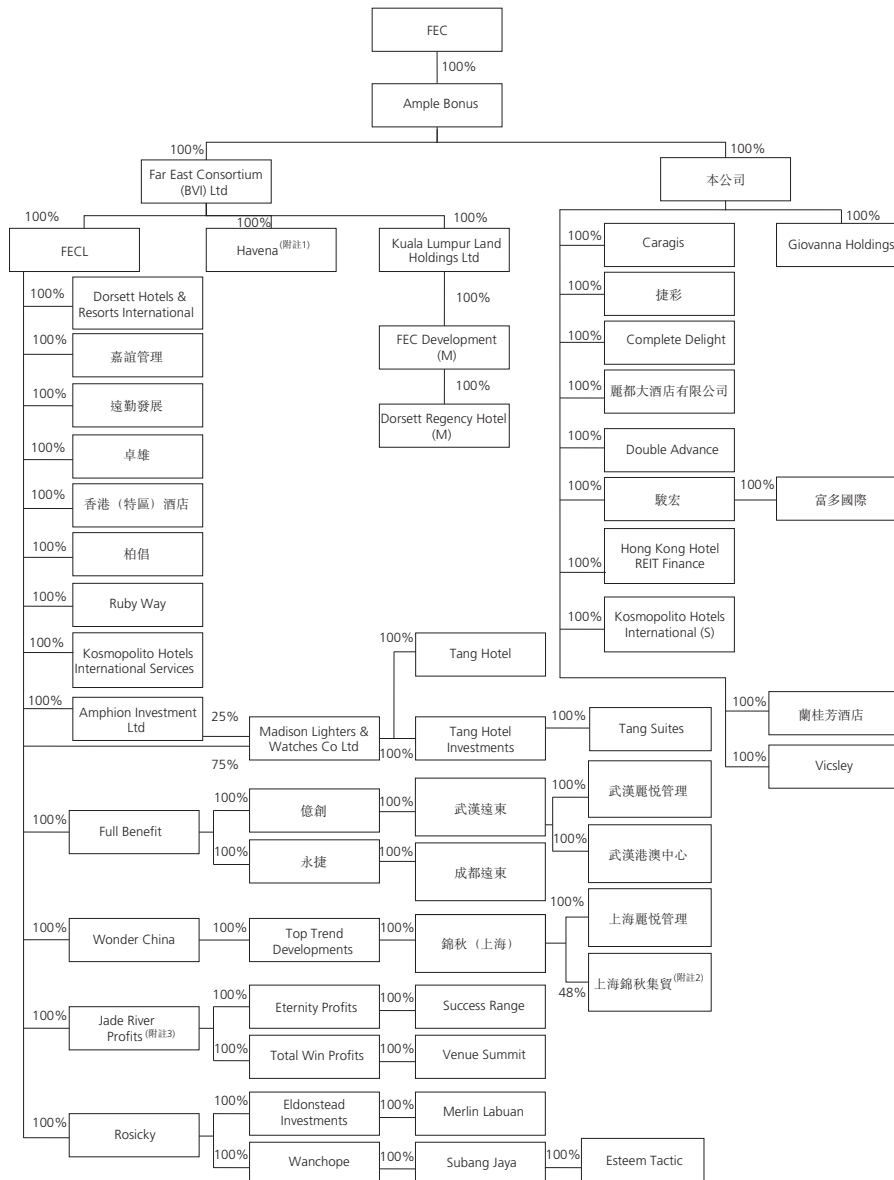 FEC
100%
Ample Bonus
100%
100%
Far East Consortium
(BVI) Ltd
本公司
100%
100%
100%
100%
FECL
Havena(附註1)
Kuala Lumpur Land
Holdings Ltd
100%
Caragis
Giovanna Holdings
100%
Dorsett Hotels &
Resorts International
100%
FEC Development
(M)
100%
捷彩
100%
嘉誼管理
100%
Complete Delight
100%
遠勤發展
100%
Dorsett Regency Hotel
(M)
100%
麗都大酒店有限公司
100%
卓雄
100%
Double Advance
100%
香港（特區）酒店
100%
駿宏
100%
富多國際
100%
柏倡
100%
Hong Kong Hotel
REIT Finance
100%
Ruby Way
100%
Kosmopolito Hotels
International (S)
100%
Kosmopolito Hotels
International Services
100%
Tang Hotel
100%
Amphion Investment
Ltd
25%
75%
Madison Lighters &
Watches Co Ltd
100%
Tang Hotel
Investments
100%
Tang Suites
100%
蘭桂芳酒店
100%
Vicsley
100%
Full Benefit
100%
億創
100%
武漢遠東
100%
武漢麗悦管理
100%
永捷
100%
成都遠東
100%
武漢港澳中心
100%
Wonder China
100%
Top Trend
Developments
100%
錦秋（上海）
100%
上海麗悦管理
48%
上海錦秋集貿(附註2)
100%
Jade River
Profits(附註3)
100%
Eternity Profits
100%
Success Range
100%
Total Win Profits
100%
Venue Summit
100%
Rosicky
100%
Eldonstead
Investments
100%
Merlin Labuan
100%
Wanchope
100%
Subang Jaya
100%
Esteem Tactic